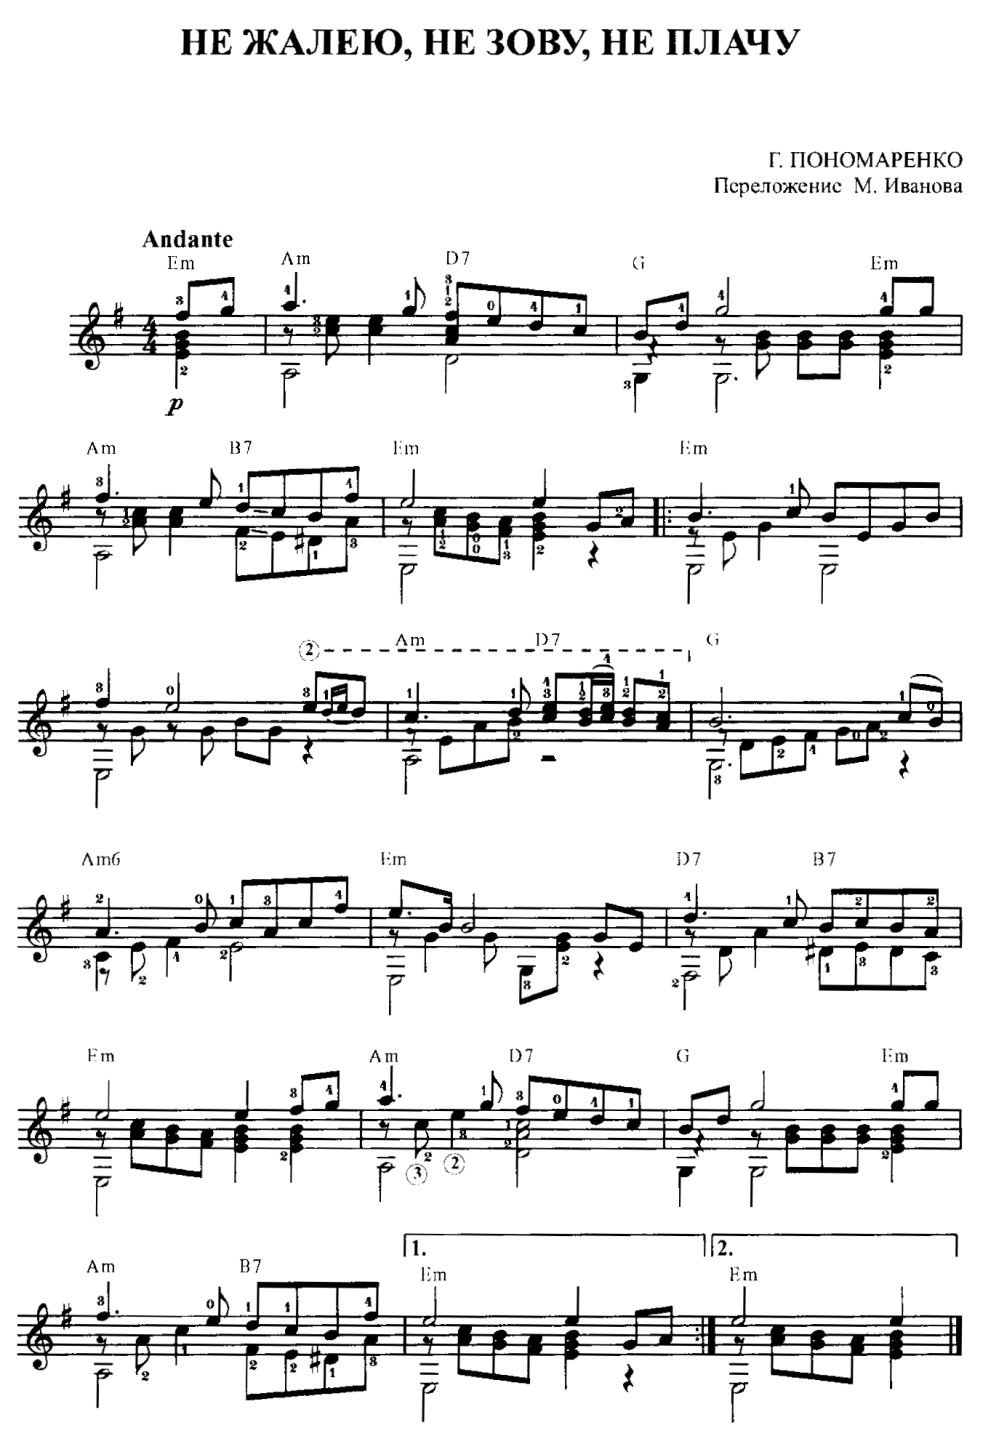 НЕ ЖАЛЕЮ, НЕ ЗОВУ, НЕ ПЛАЧУ
Г. ПОНОМАРЕНКО
Переложение М. Иванова
Andante
Em Am D7 G Em
p
Am B7 Em Em
Am D7 G
Am6 Em D7 B7
Em Am D7 G Em
1. 2.
Am B7 Em Em